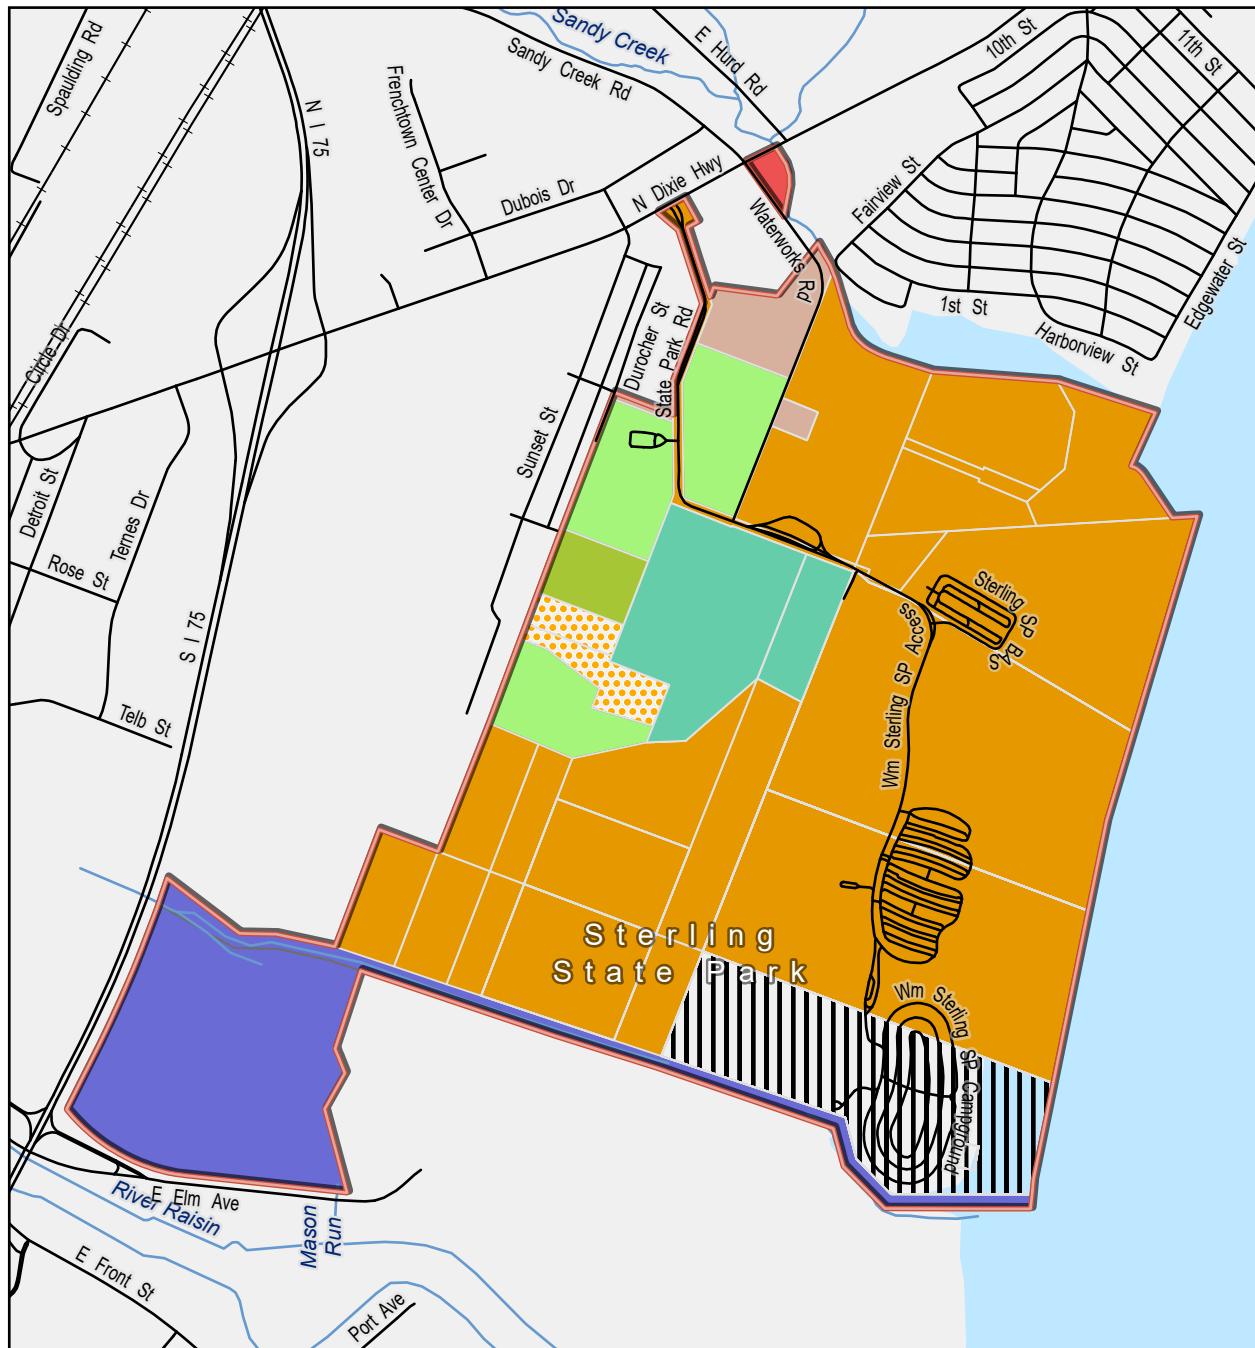 Spaulding Rd
N I 75
Frenchtown Center Dr
Sandy Creek
Sandy Creek Rd
E Hurd Rd
10th St
11th St
Dubois Dr
N Dixie Hwy
Fairview St
Waterworks Rd
Edgewater St
1st St
Harborview St
Circle Dr
Durocher St
State Park Rd
Sunset St
Detroit St
Ternes Dr
Rose St
S I 75
Telb St
Sterling SP BAS
Wm Sterling SP Access
Sterling
State Park
Wm Sterling SP Campground
E Elm Ave
River Raisin
Mason
Run
E Front St
Port Ave